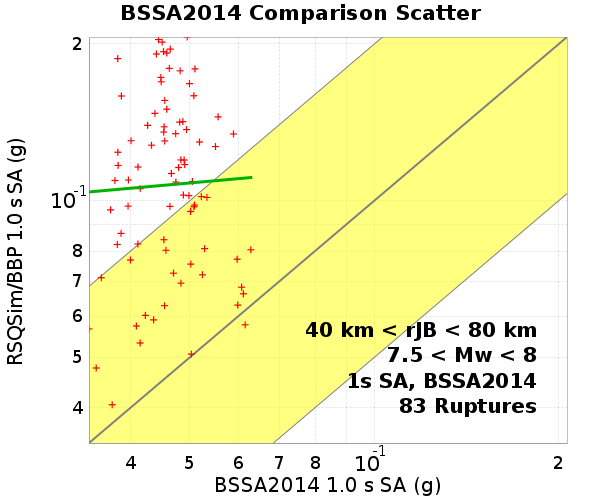 BSSA2014 Comparison Scatter
RSQSim/BBP 1.0 s SA (g)
2
10-1
8
7
6
5
4
40 km < rJB < 80 km
7.5 < Mw < 8
1s SA, BSSA2014
83 Ruptures
4 5 6 7 8 10-1 2
BSSA2014 1.0 s SA (g)